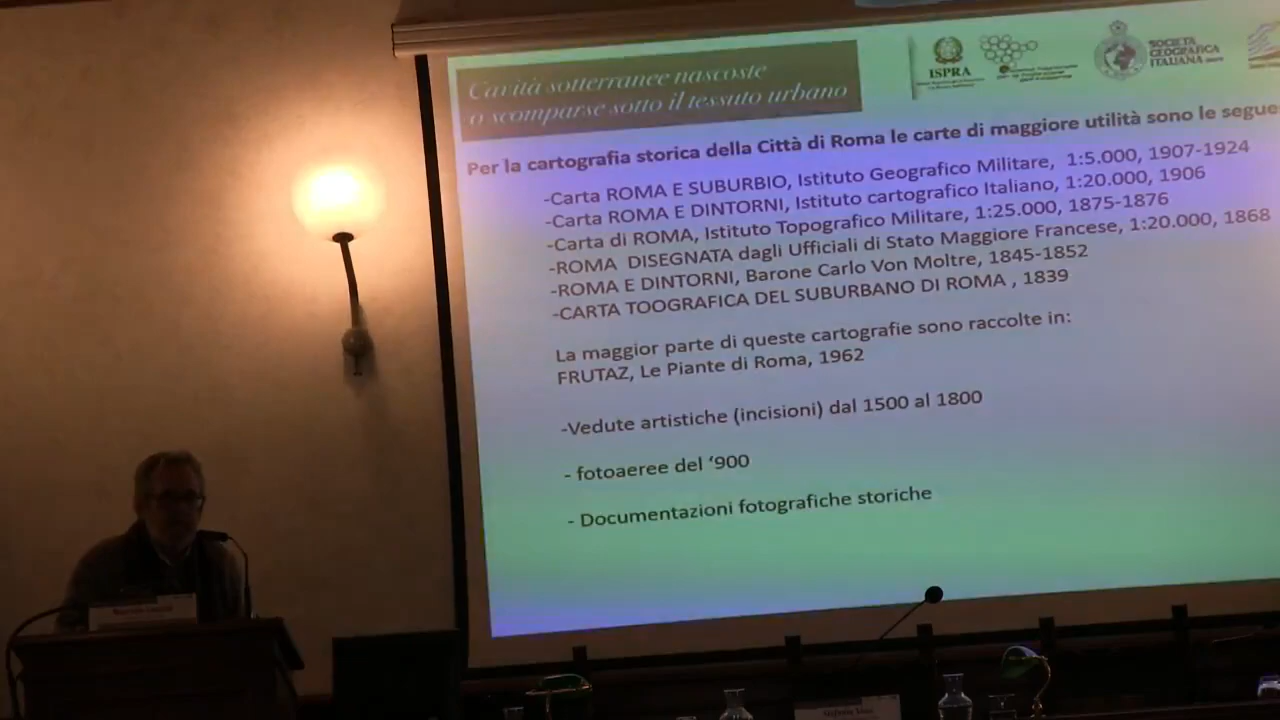 Cavità sotterranee nascoste
o scomparse sotto il tessuto urbano
ISPRA
SOCIETÀ
GEOGRAFICA
ITALIANA
Per la cartografia storica della Città di Roma le carte di maggiore utilità sono le segue
-Carta ROMA E SUBURBIO, Istituto Geografico Militare, 1:5.000, 1907-1924
-Carta ROMA E DINTORNI, Istituto cartografico Italiano, 1:20.000, 1906
-Carta di ROMA, Istituto Topografico Militare, 1:25.000, 1875-1876
-ROMA DISEGNATA dagli Ufficiali di Stato Maggiore Francese, 1:20.000, 1868
-ROMA E DINTORNI, Barone Carlo Von Moltre, 1845-1852
-CARTA TOOGRAFICA DEL SUBURBANO DI ROMA , 1839
La maggior parte di queste cartografie sono raccolte in:
FRUTAZ, Le Piante di Roma, 1962
-Vedute artistiche (incisioni) dal 1500 al 1800
- fotoaeree del ‘900
- Documentazioni fotografiche storiche